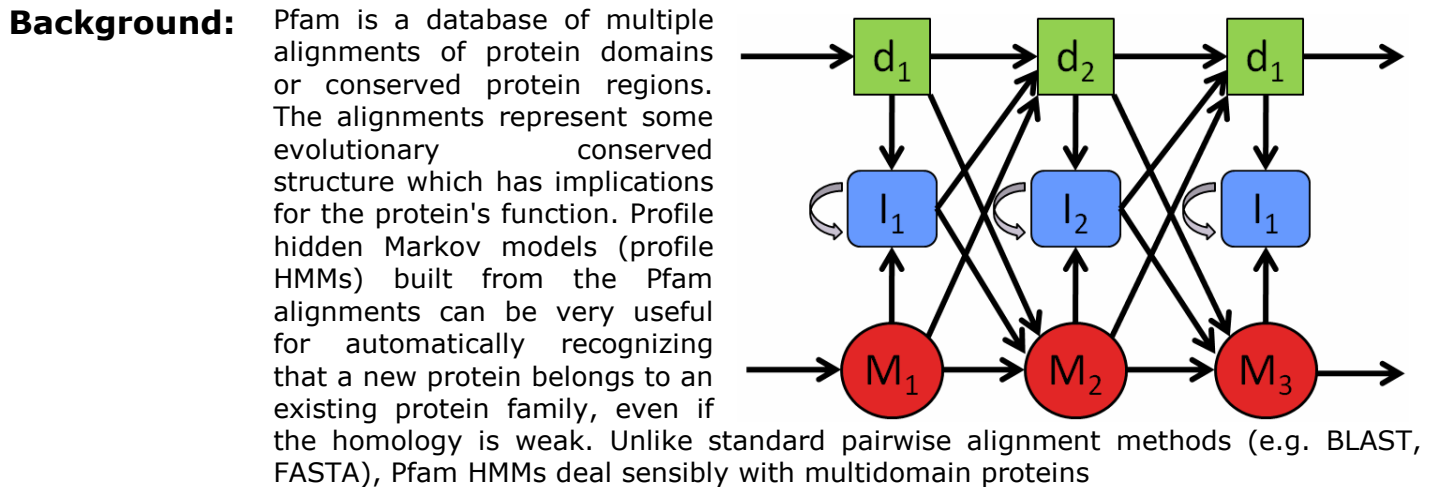 Background:
Pfam is a database of multiple
alignments of protein domains
or conserved protein regions.
The alignments represent some
evolutionary conserved
structure which has implications
for the protein's function. Profile
hidden Markov models (profile
HMMs) built from the Pfam
alignments can be very useful
for automatically recognizing
that a new protein belongs to an
existing protein family, even if
the homology is weak. Unlike standard pairwise alignment methods (e.g. BLAST,
FASTA), Pfam HMMs deal sensibly with multidomain proteins
d₁ d₂ d₁
I₁ I₂ I₁
M₁ M₂ M₃